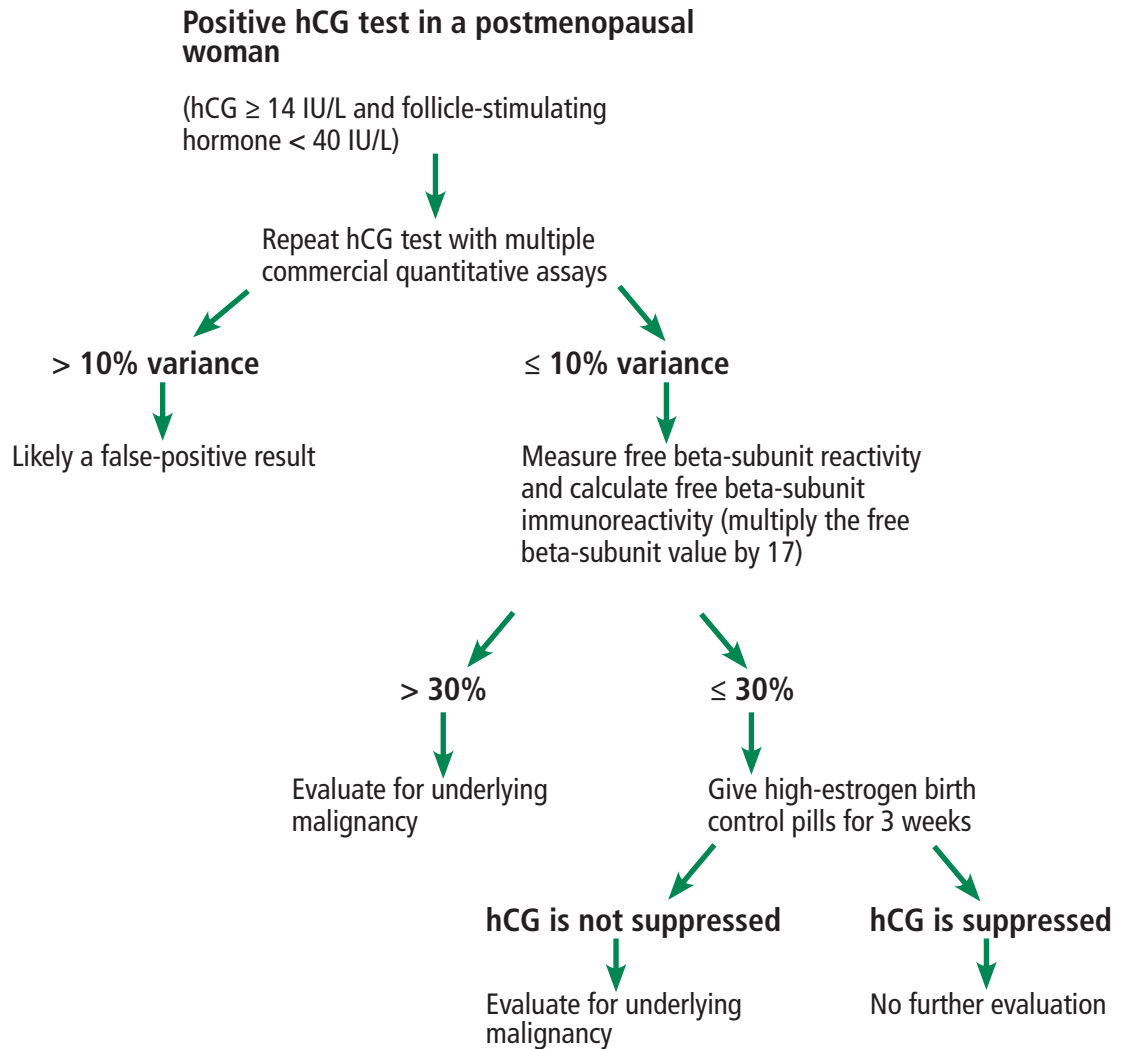 Positive hCG test in a postmenopausal
woman
(hCG ≥ 14 IU/L and follicle-stimulating
hormone < 40 IU/L)
Repeat hCG test with multiple
commercial quantitative assays
> 10% variance
≤ 10% variance
Likely a false-positive result
Measure free beta-subunit reactivity
and calculate free beta-subunit
immunoreactivity (multiply the free
beta-subunit value by 17)
> 30%
≤ 30%
Evaluate for underlying
malignancy
Give high-estrogen birth
control pills for 3 weeks
hCG is not suppressed
hCG is suppressed
Evaluate for underlying
malignancy
No further evaluation